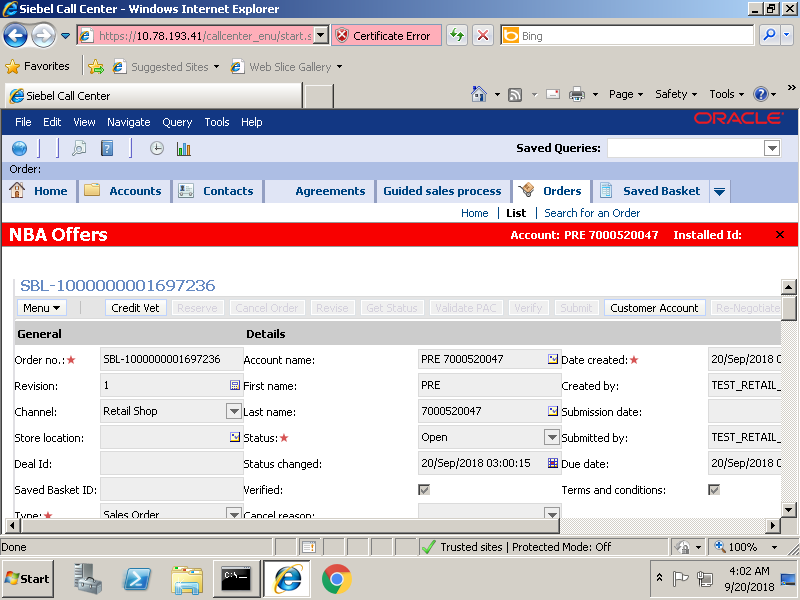 Siebel Call Center - Windows Internet Explorer
https://10.78.193.41/callcenter_enu/start.s
Certificate Error
Bing
Favorites
Suggested Sites
Web Slice Gallery
Siebel Call Center
Page
Safety
Tools
»
File Edit View Navigate Query Tools Help
ORACLE
Saved Queries:
Order:
Home
Accounts
Contacts
Agreements
Guided sales process
Orders
Saved Basket
Home | List | Search for an Order
NBA Offers
Account: PRE 7000520047 Installed Id:
SBL-1000000001697236
Menu
Credit Vet
Reserve
Cancel Order
Revise
Get Status
Validate PAC
Verify
Submit
Customer Account
Re-Negotiate
General Details
Order no.:★ SBL-1000000001697236 Account name: PRE 7000520047 Date created:★ 20/Sep/2018 0
Revision: 1 First name: PRE Created by: TEST_RETAIL_
Channel: Retail Shop Last name: 7000520047 Submission date:
Store location: Status:★ Open Submitted by: TEST_RETAIL_
Deal Id: Status changed: 20/Sep/2018 03:00:15 Due date: 20/Sep/2018 0
Saved Basket ID: Verified: Terms and conditions:
Type:★ Sales Order Cancel reason:
Done
Trusted sites | Protected Mode: Off
100%
Start
C:\.
4:02 AM
9/20/2018